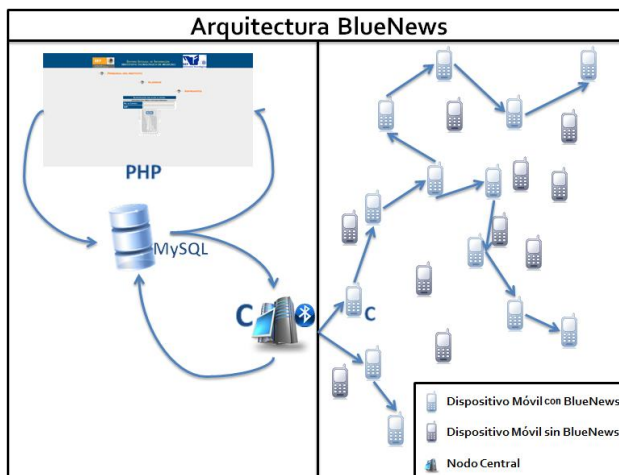 Arquitectura BlueNews
PHP
MySQL
C
C
Dispositivo Móvil con BlueNews
Dispositivo Móvil sin BlueNews
Nodo Central